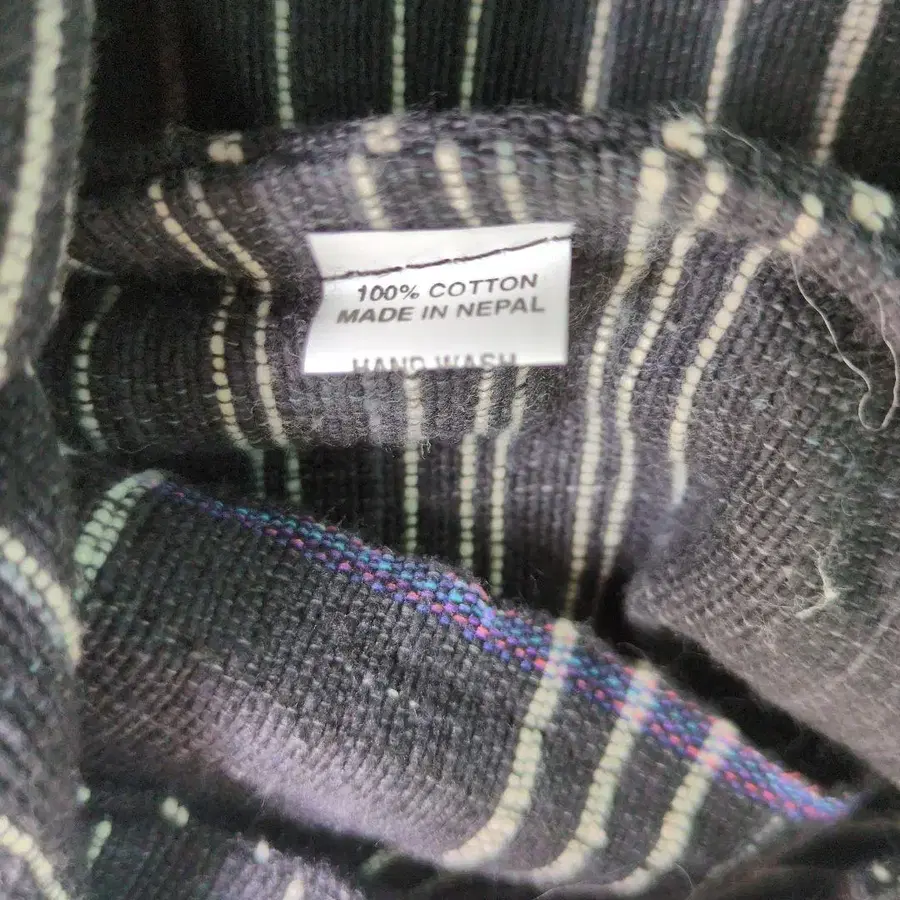 100% COTTON
MADE IN NEPAL
HAND WASH